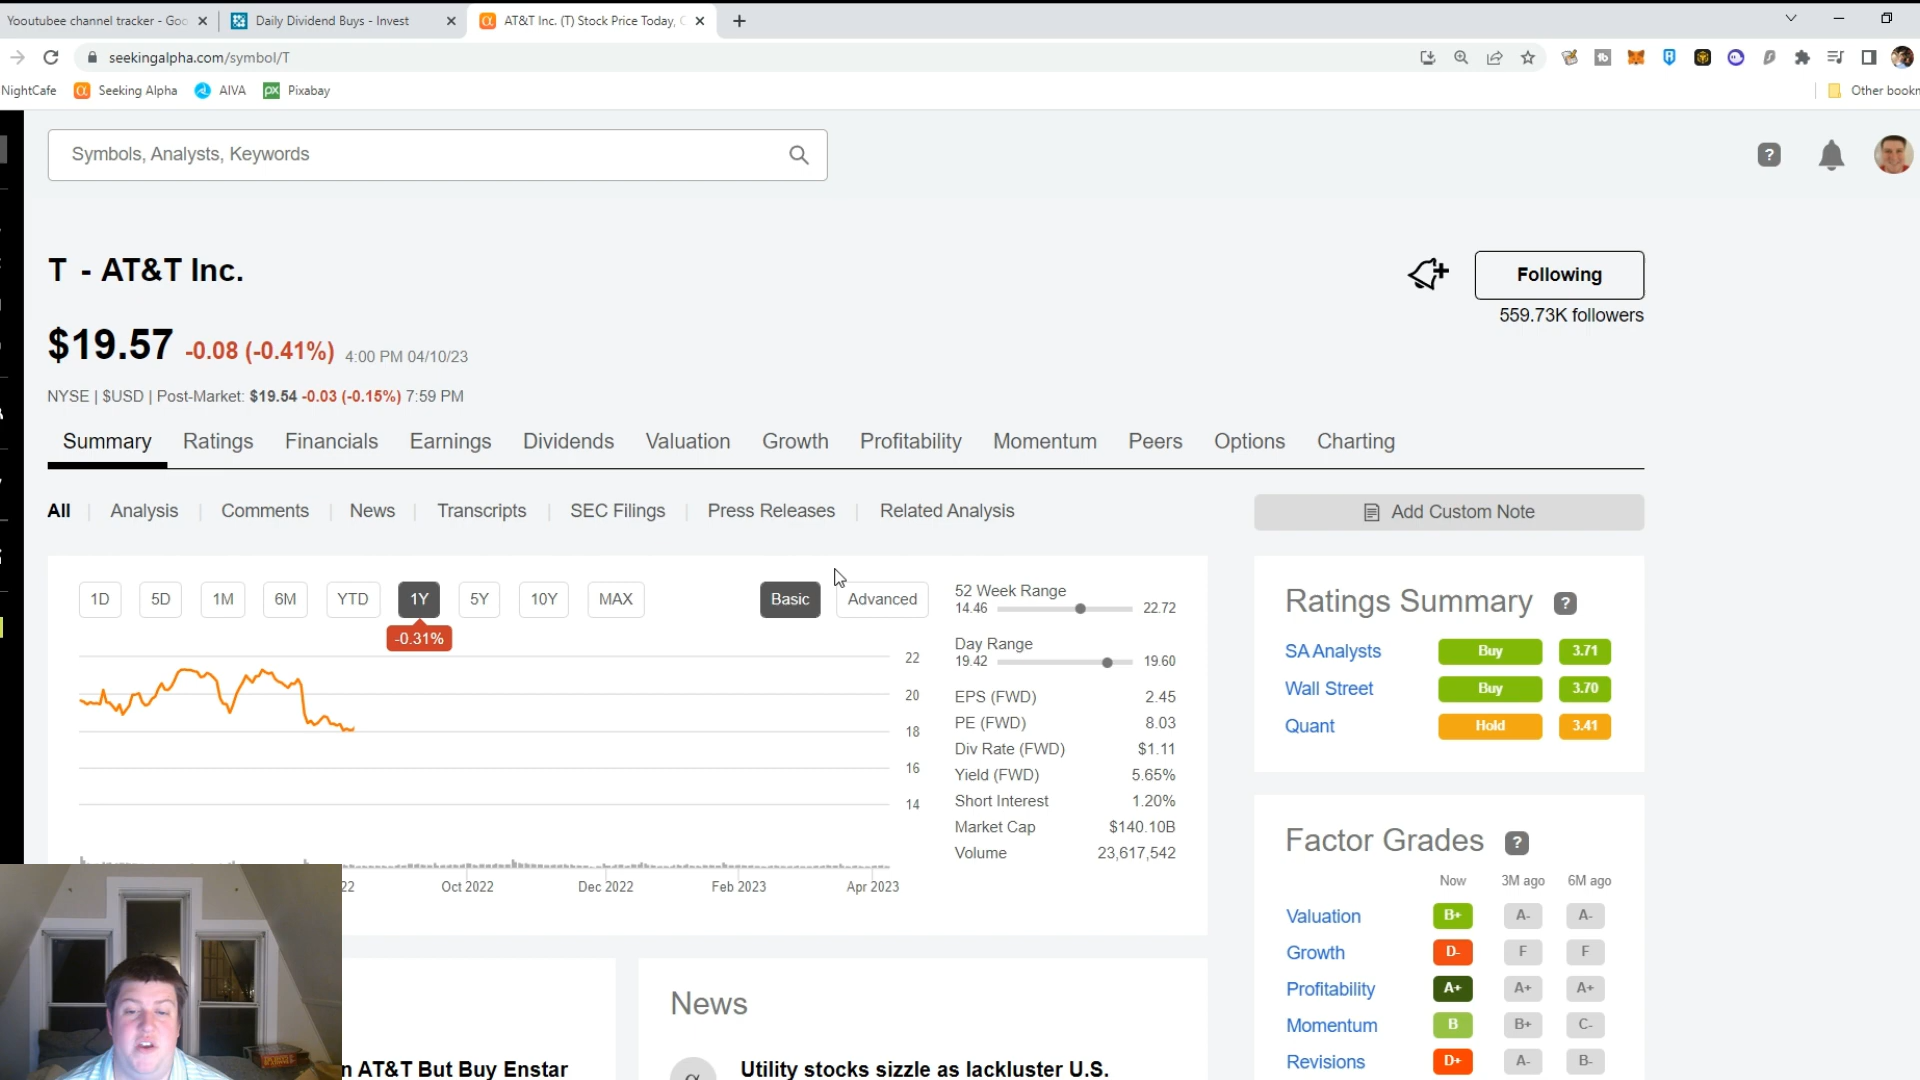 Yooutubee channel tracker - Goo
Daily Dividend Buys - Invest
AT&T Inc. (T) Stock Price Today,
seekingalpha.com/symbol/T
NightCafe
Seeking Alpha
AIVA
px
Pixabay
Other bookm
Symbols, Analysts, Keywords
?
T - AT&T Inc.
Following
559.73K followers
$19.57 -0.08 (-0.41%) 4:00 PM 04/10/23
NYSE | $USD | Post-Market: $19.54 -0.03 (-0.15%) 7:59 PM
Summary Ratings Financials Earnings Dividends Valuation Growth Profitability Momentum Peers Options Charting
All | Analysis | Comments | News | Transcripts | SEC Filings | Press Releases | Related Analysis
Add Custom Note
1D 5D 1M 6M YTD 1Y 5Y 10Y MAX
Basic Advanced
-0.31%
22
20
18
16
14
22
Oct 2022
Dec 2022
Feb 2023
Apr 2023
52 Week Range
14.46 22.72
Day Range
19.42 19.60
EPS (FWD) 2.45
PE (FWD) 8.03
Div Rate (FWD) $1.11
Yield (FWD) 5.65%
Short Interest 1.20%
Market Cap $140.10B
Volume 23,617,542
Ratings Summary ?
SA Analysts Buy 3.71
Wall Street Buy 3.70
Quant Hold 3.41
Factor Grades ?
Now 3M ago 6M ago
Valuation B+ A- A-
Growth D- F F
Profitability A+ A+ A+
Momentum B B+ C-
Revisions D+ A- B-
n AT&T But Buy Enstar
News
Utility stocks sizzle as lackluster U.S.